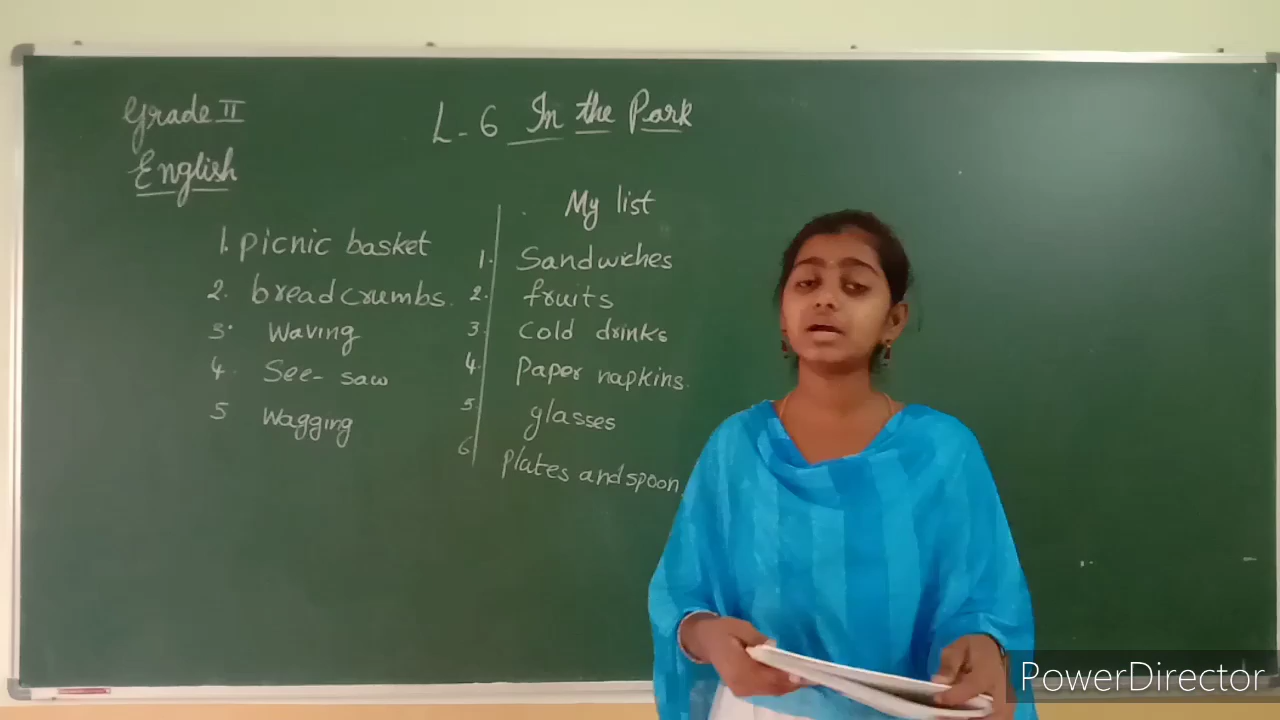 Grade II
English
L-6 In the Park
1. picnic basket
2. breadcrumbs.
3. Waving
4. See-saw
5 Wagging
My list
1. Sandwiches
2. fruits
3. Cold drinks
4. Paper napkins.
5. glasses
6 plates and spoon
PowerDirector